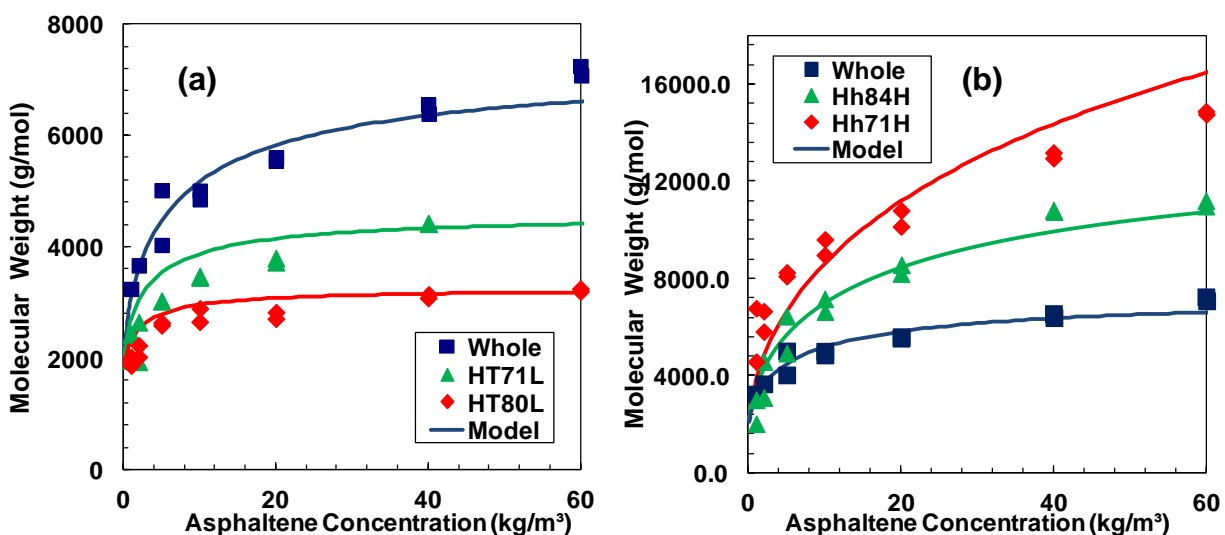 8000
(a)
6000
4000
2000
0
Molecular Weight (g/mol)
Whole
HT71L
HT80L
Model
0
20
40
60
Asphaltene Concentration (kg/m³)
(b)
Whole
Hh84H
Hh71H
Model
16000.0
12000.0
8000.0
4000.0
0.0
Molecular Weight (g/mol)
0
20
40
60
Asphaltene Concentration (kg/m³)